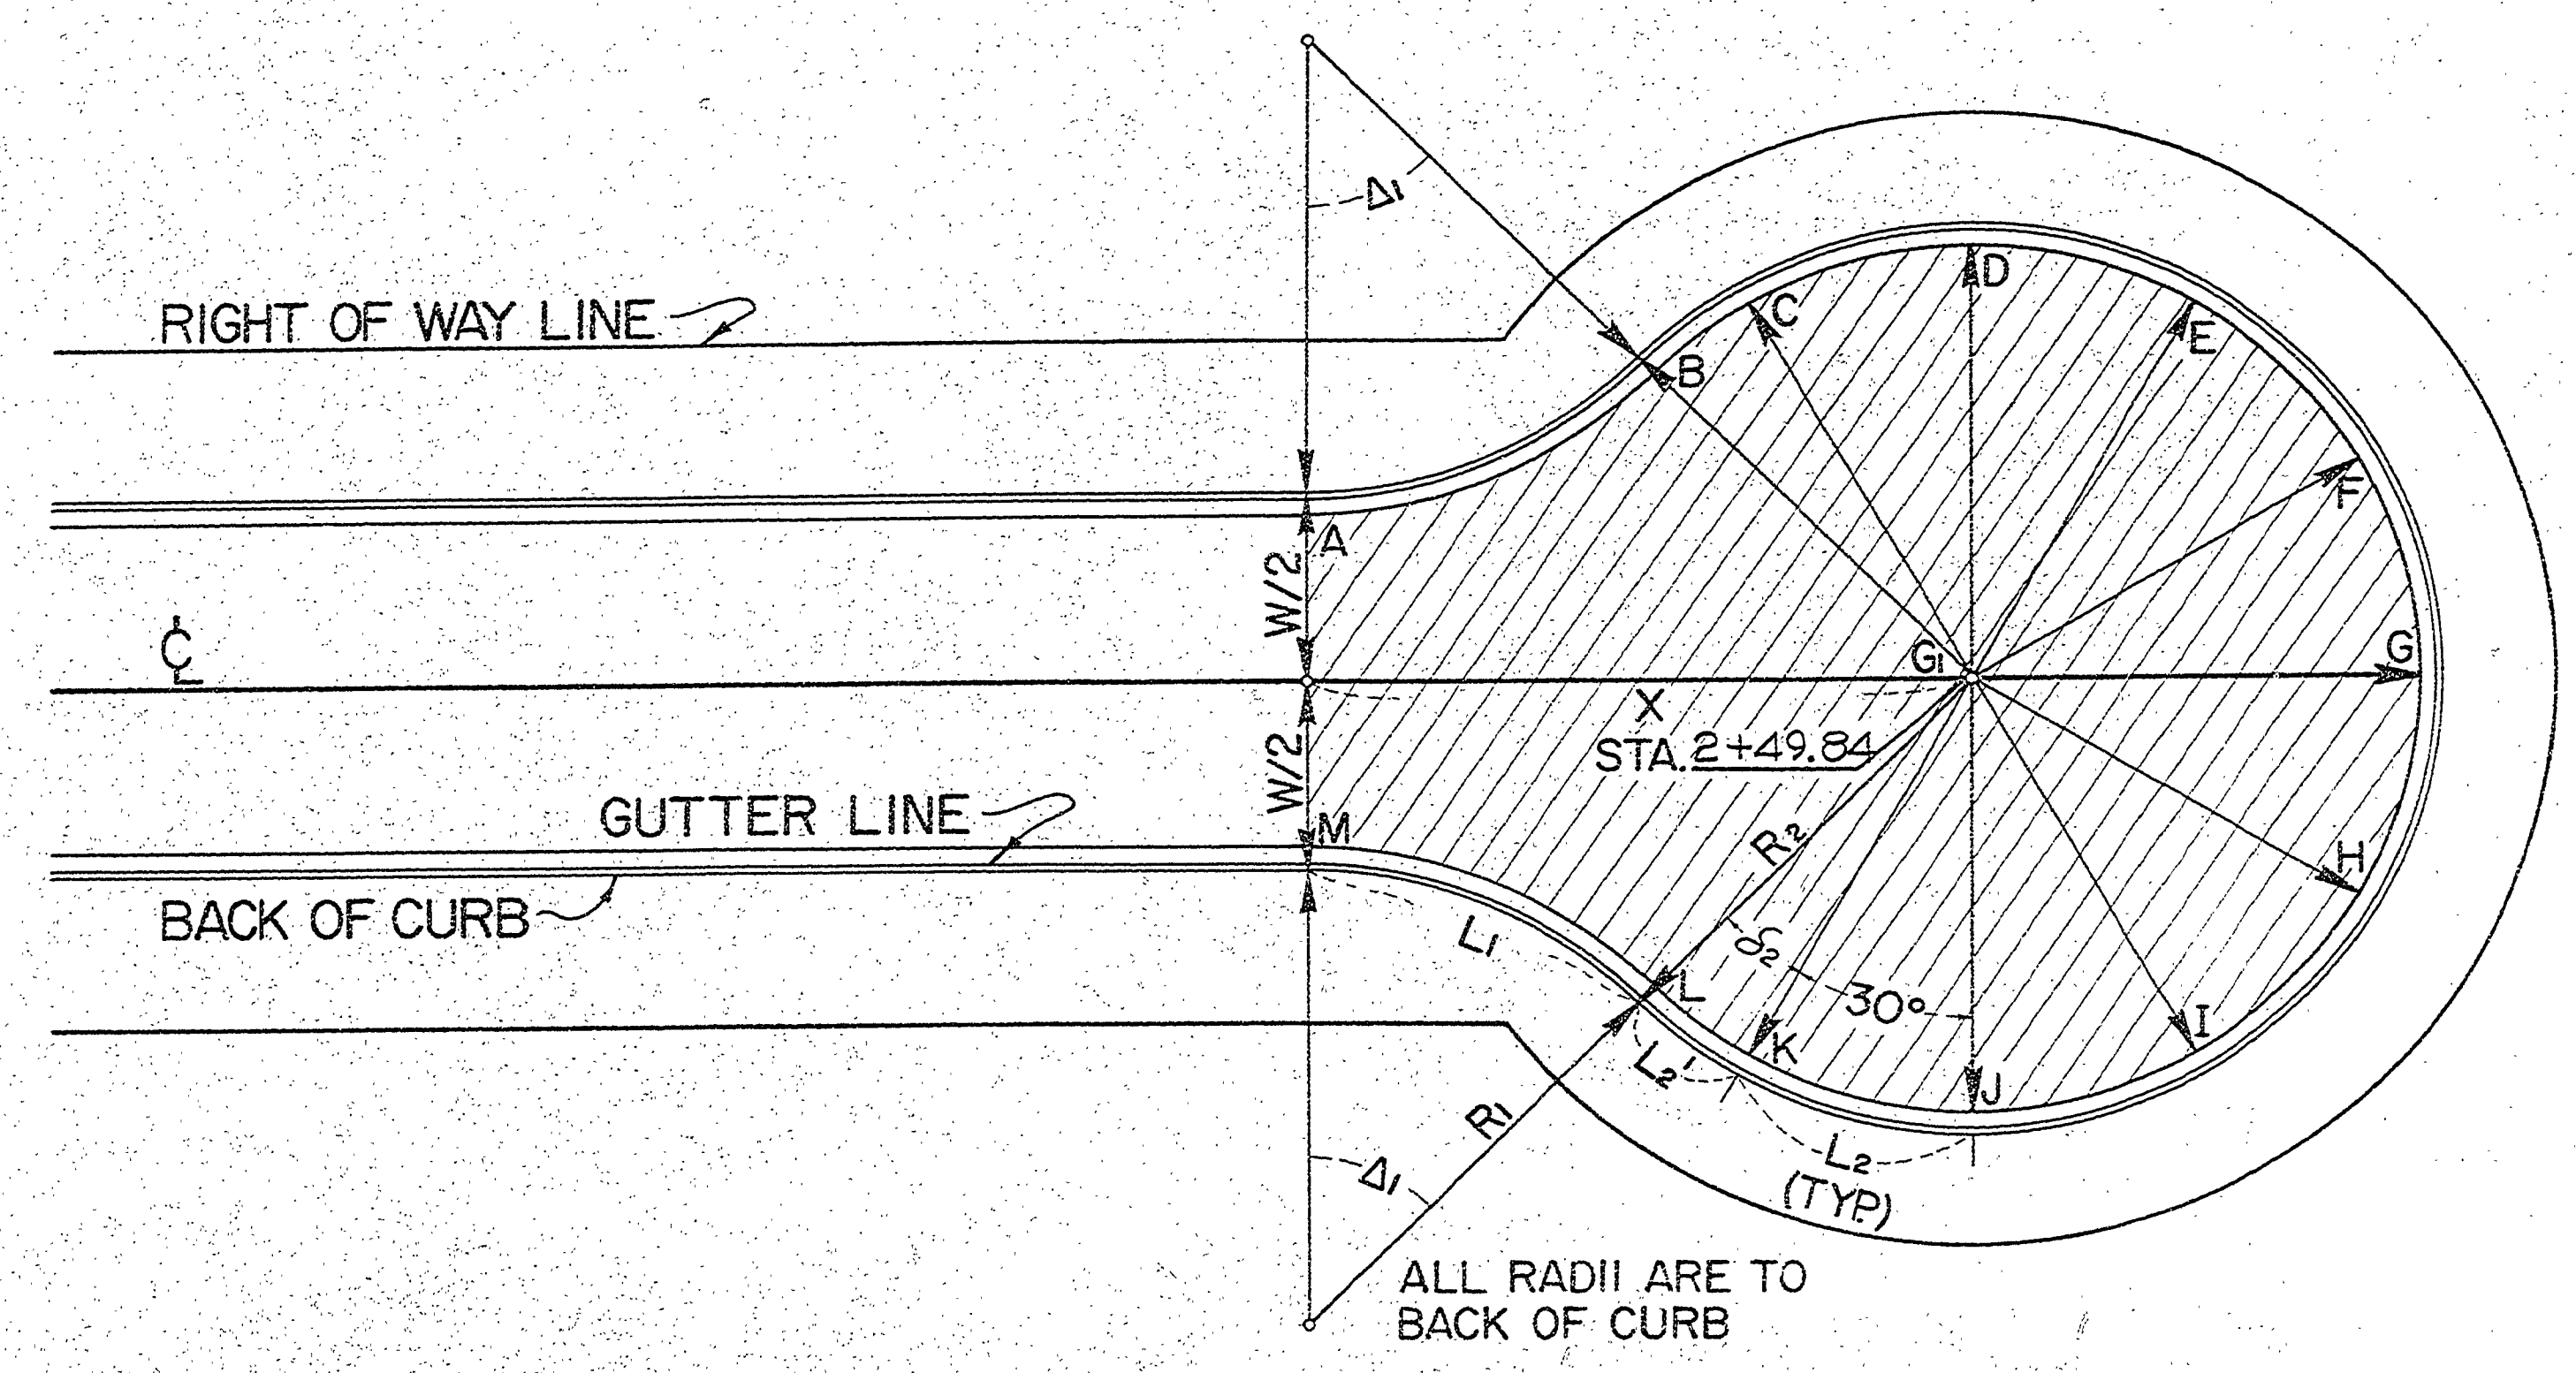 Δ1
RIGHT OF WAY LINE
A
B
C
D
E
F
G
G1
W/2
W/2
℄
X
STA. 2+49.84
GUTTER LINE
M
R2
H
BACK OF CURB
L1
δ2
30°
L
K
I
J
L2'
L2
(TYP.)
R1
Δ1
ALL RADII ARE TO
BACK OF CURB